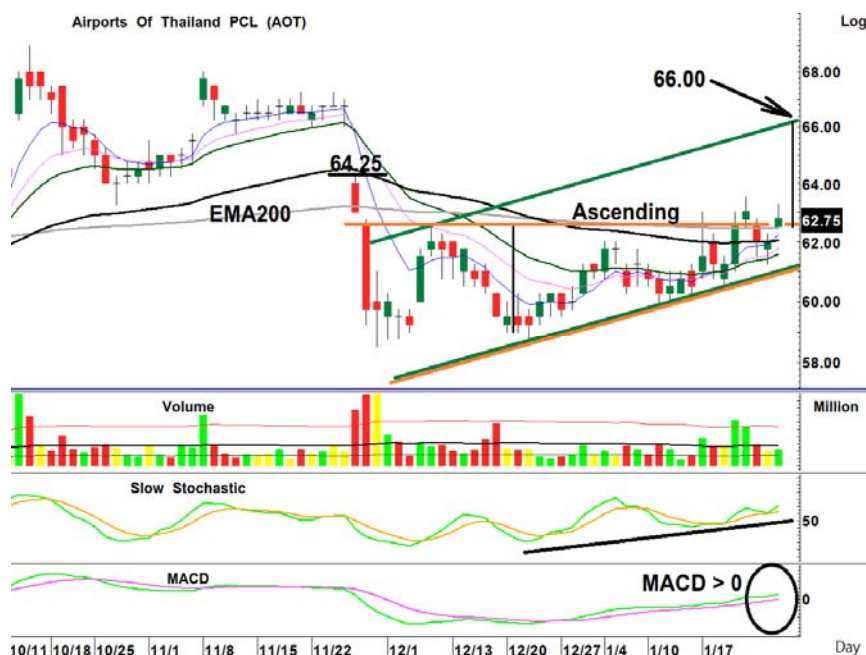 Airports Of Thailand PCL (AOT)
Log
68.00
66.00
66.00
64.25
64.00
EMA200
Ascending
62.75
62.00
60.00
58.00
Volume
Million
Slow Stochastic
50
MACD
MACD > 0
0
10/11 10/18 10/25 11/1 11/8 11/15 11/22 12/1 12/13 12/20 12/27 1/4 1/10 1/17 Day